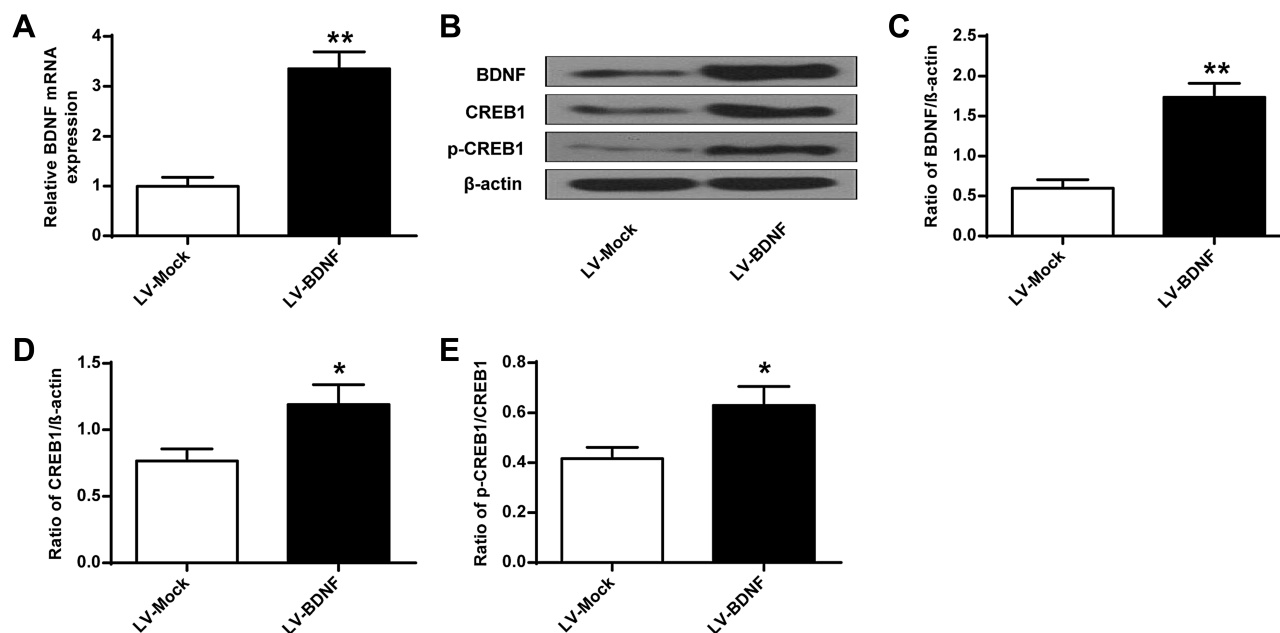 A
Relative BDNF mRNA
expression
4
3
2
1
0
**
LV-Mock
LV-BDNF
B
BDNF
CREB1
p-CREB1
β-actin
LV-Mock
LV-BDNF
C
Ratio of BDNF/ß-actin
2.5
2.0
1.5
1.0
0.5
0.0
**
LV-Mock
LV-BDNF
D
Ratio of CREB1/ß-actin
1.5
1.0
0.5
0.0
*
LV-Mock
LV-BDNF
E
Ratio of p-CREB1/CREB1
0.8
0.6
0.4
0.2
0.0
*
LV-Mock
LV-BDNF